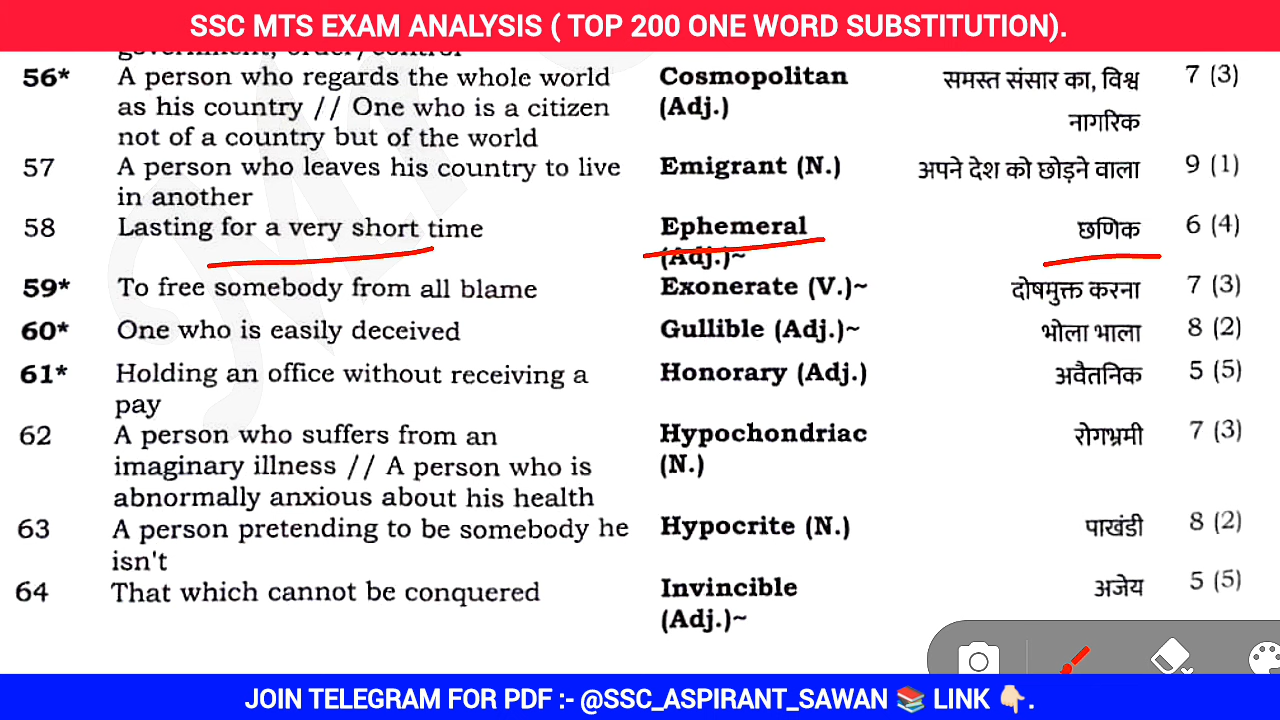 SSC MTS EXAM ANALYSIS ( TOP 200 ONE WORD SUBSTITUTION).
government, order/control
56* A person who regards the whole world Cosmopolitan समस्त संसार का, विश्व 7 (3)
as his country // One who is a citizen (Adj.) नागरिक
not of a country but of the world
57 A person who leaves his country to live Emigrant (N.) अपने देश को छोड़ने वाला 9 (1)
in another
58 Lasting for a very short time Ephemeral छणिक 6 (4)
(Adj.)~
59* To free somebody from all blame Exonerate (V.)~ दोषमुक्त करना 7 (3)
60* One who is easily deceived Gullible (Adj.)~ भोला भाला 8 (2)
61* Holding an office without receiving a Honorary (Adj.) अवैतनिक 5 (5)
pay
62 A person who suffers from an Hypochondriac रोगभ्रमी 7 (3)
imaginary illness // A person who is (N.)
abnormally anxious about his health
63 A person pretending to be somebody he Hypocrite (N.) पाखंडी 8 (2)
isn't
64 That which cannot be conquered Invincible अजेय 5 (5)
(Adj.)~
JOIN TELEGRAM FOR PDF :- @SSC_ASPIRANT_SAWAN 📚 LINK 👇🏻.